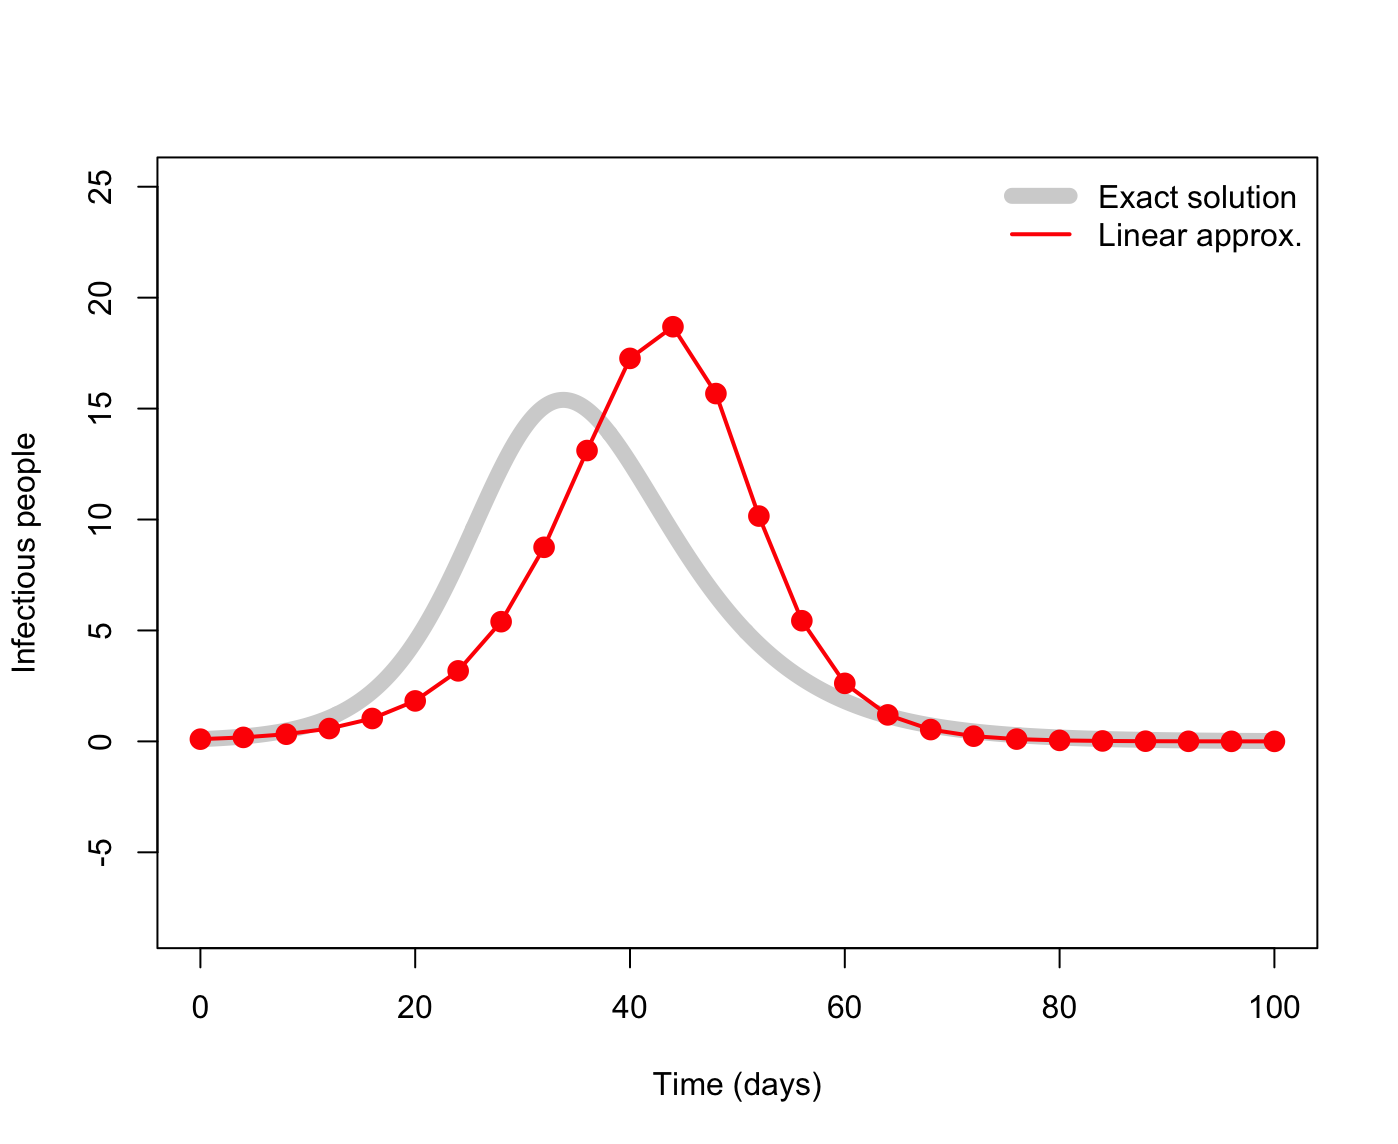 Exact solution
Linear approx.
25
20
15
10
5
0
-5
Infectious people
0 20 40 60 80 100
Time (days)